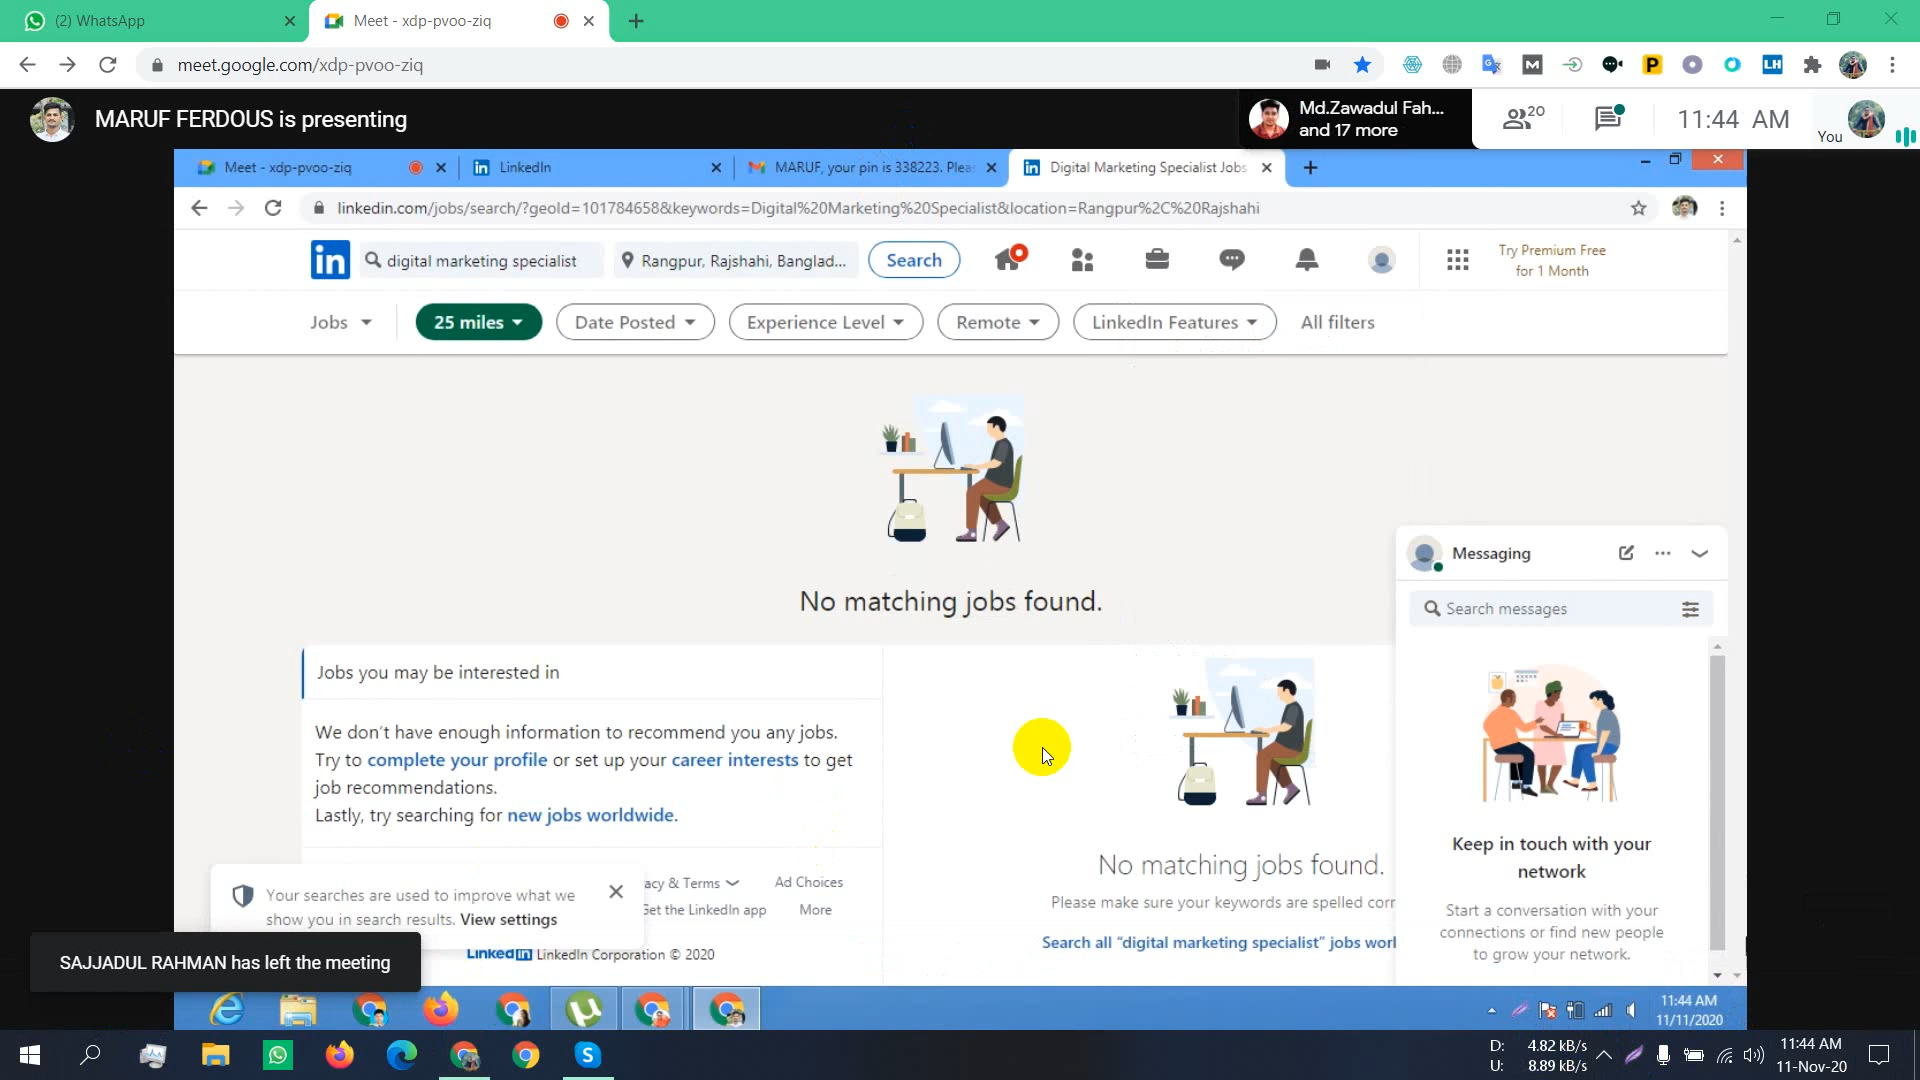 (2) WhatsApp
Meet - xdp-pvoo-ziq
meet.google.com/xdp-pvoo-ziq
MARUF FERDOUS is presenting
Md.Zawadul Fah...
and 17 more
20
11:44 AM
You
Meet - xdp-pvoo-ziq
LinkedIn
MARUF, your pin is 338223. Plea
Digital Marketing Specialist Jobs
linkedin.com/jobs/search/?geoId=101784658&keywords=Digital%20Marketing%20Specialist&location=Rangpur%2C%20Rajshahi
in
digital marketing specialist
Rangpur, Rajshahi, Banglad...
Search
Try Premium Free
for 1 Month
Jobs
25 miles
Date Posted
Experience Level
Remote
LinkedIn Features
All filters
No matching jobs found.
Jobs you may be interested in
We don't have enough information to recommend you any jobs.
Try to complete your profile or set up your career interests to get
job recommendations.
Lastly, try searching for new jobs worldwide.
No matching jobs found.
Please make sure your keywords are spelled corr
Search all "digital marketing specialist" jobs worl
Messaging
Search messages
Keep in touch with your
network
Start a conversation with your
connections or find new people
to grow your network.
Your searches are used to improve what we
show you in search results. View settings
acy & Terms
Ad Choices
Get the LinkedIn app
More
LinkedIn LinkedIn Corporation © 2020
SAJJADUL RAHMAN has left the meeting
11:44 AM
11/11/2020
D: 4.82 kB/s
U: 8.89 kB/s
11:44 AM
11-Nov-20